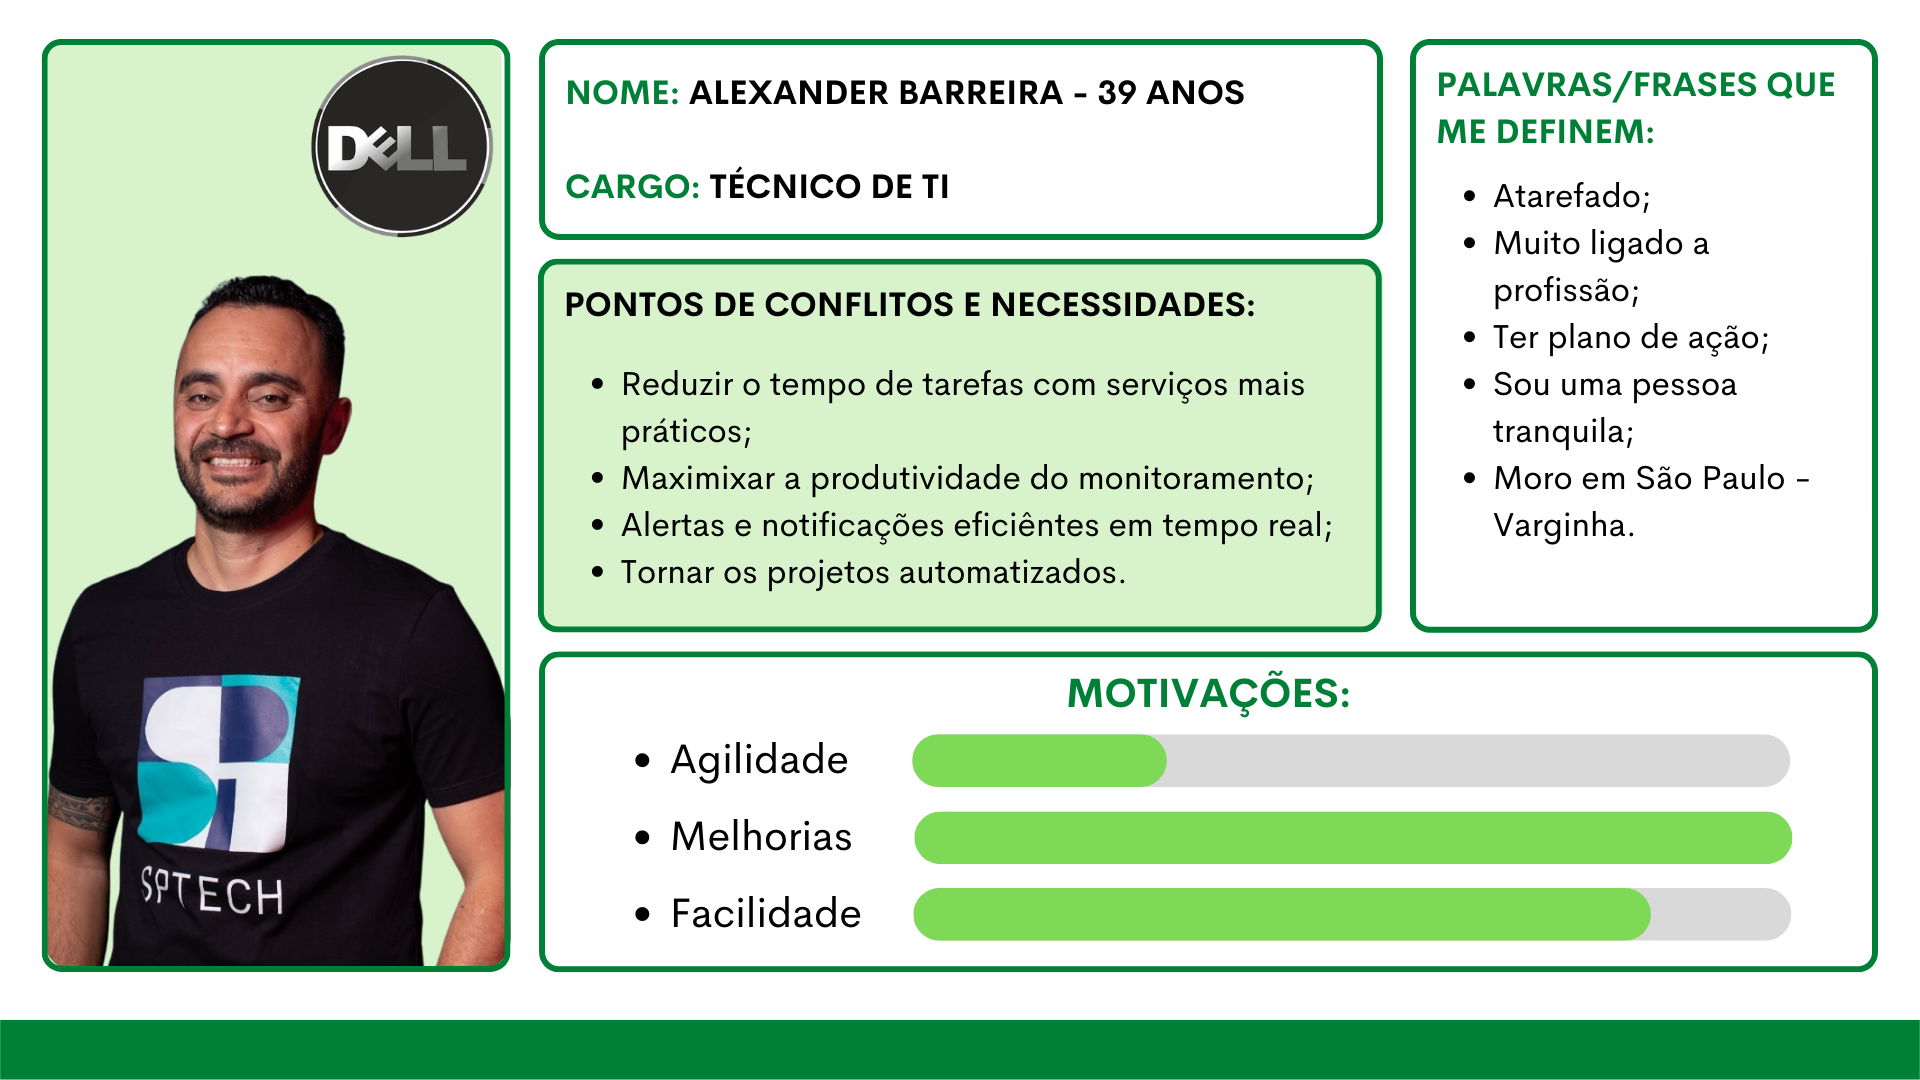 DELL
SPTECH
NOME: ALEXANDER BARREIRA - 39 ANOS
CARGO: TÉCNICO DE TI
PONTOS DE CONFLITOS E NECESSIDADES:
• Reduzir o tempo de tarefas com serviços mais
práticos;
• Maximixar a produtividade do monitoramento;
• Alertas e notificações eficiêntes em tempo real;
• Tornar os projetos automatizados.
PALAVRAS/FRASES QUE
ME DEFINEM:
• Atarefado;
• Muito ligado a
profissão;
• Ter plano de ação;
• Sou uma pessoa
tranquila;
• Moro em São Paulo -
Varginha.
MOTIVAÇÕES:
• Agilidade
• Melhorias
• Facilidade